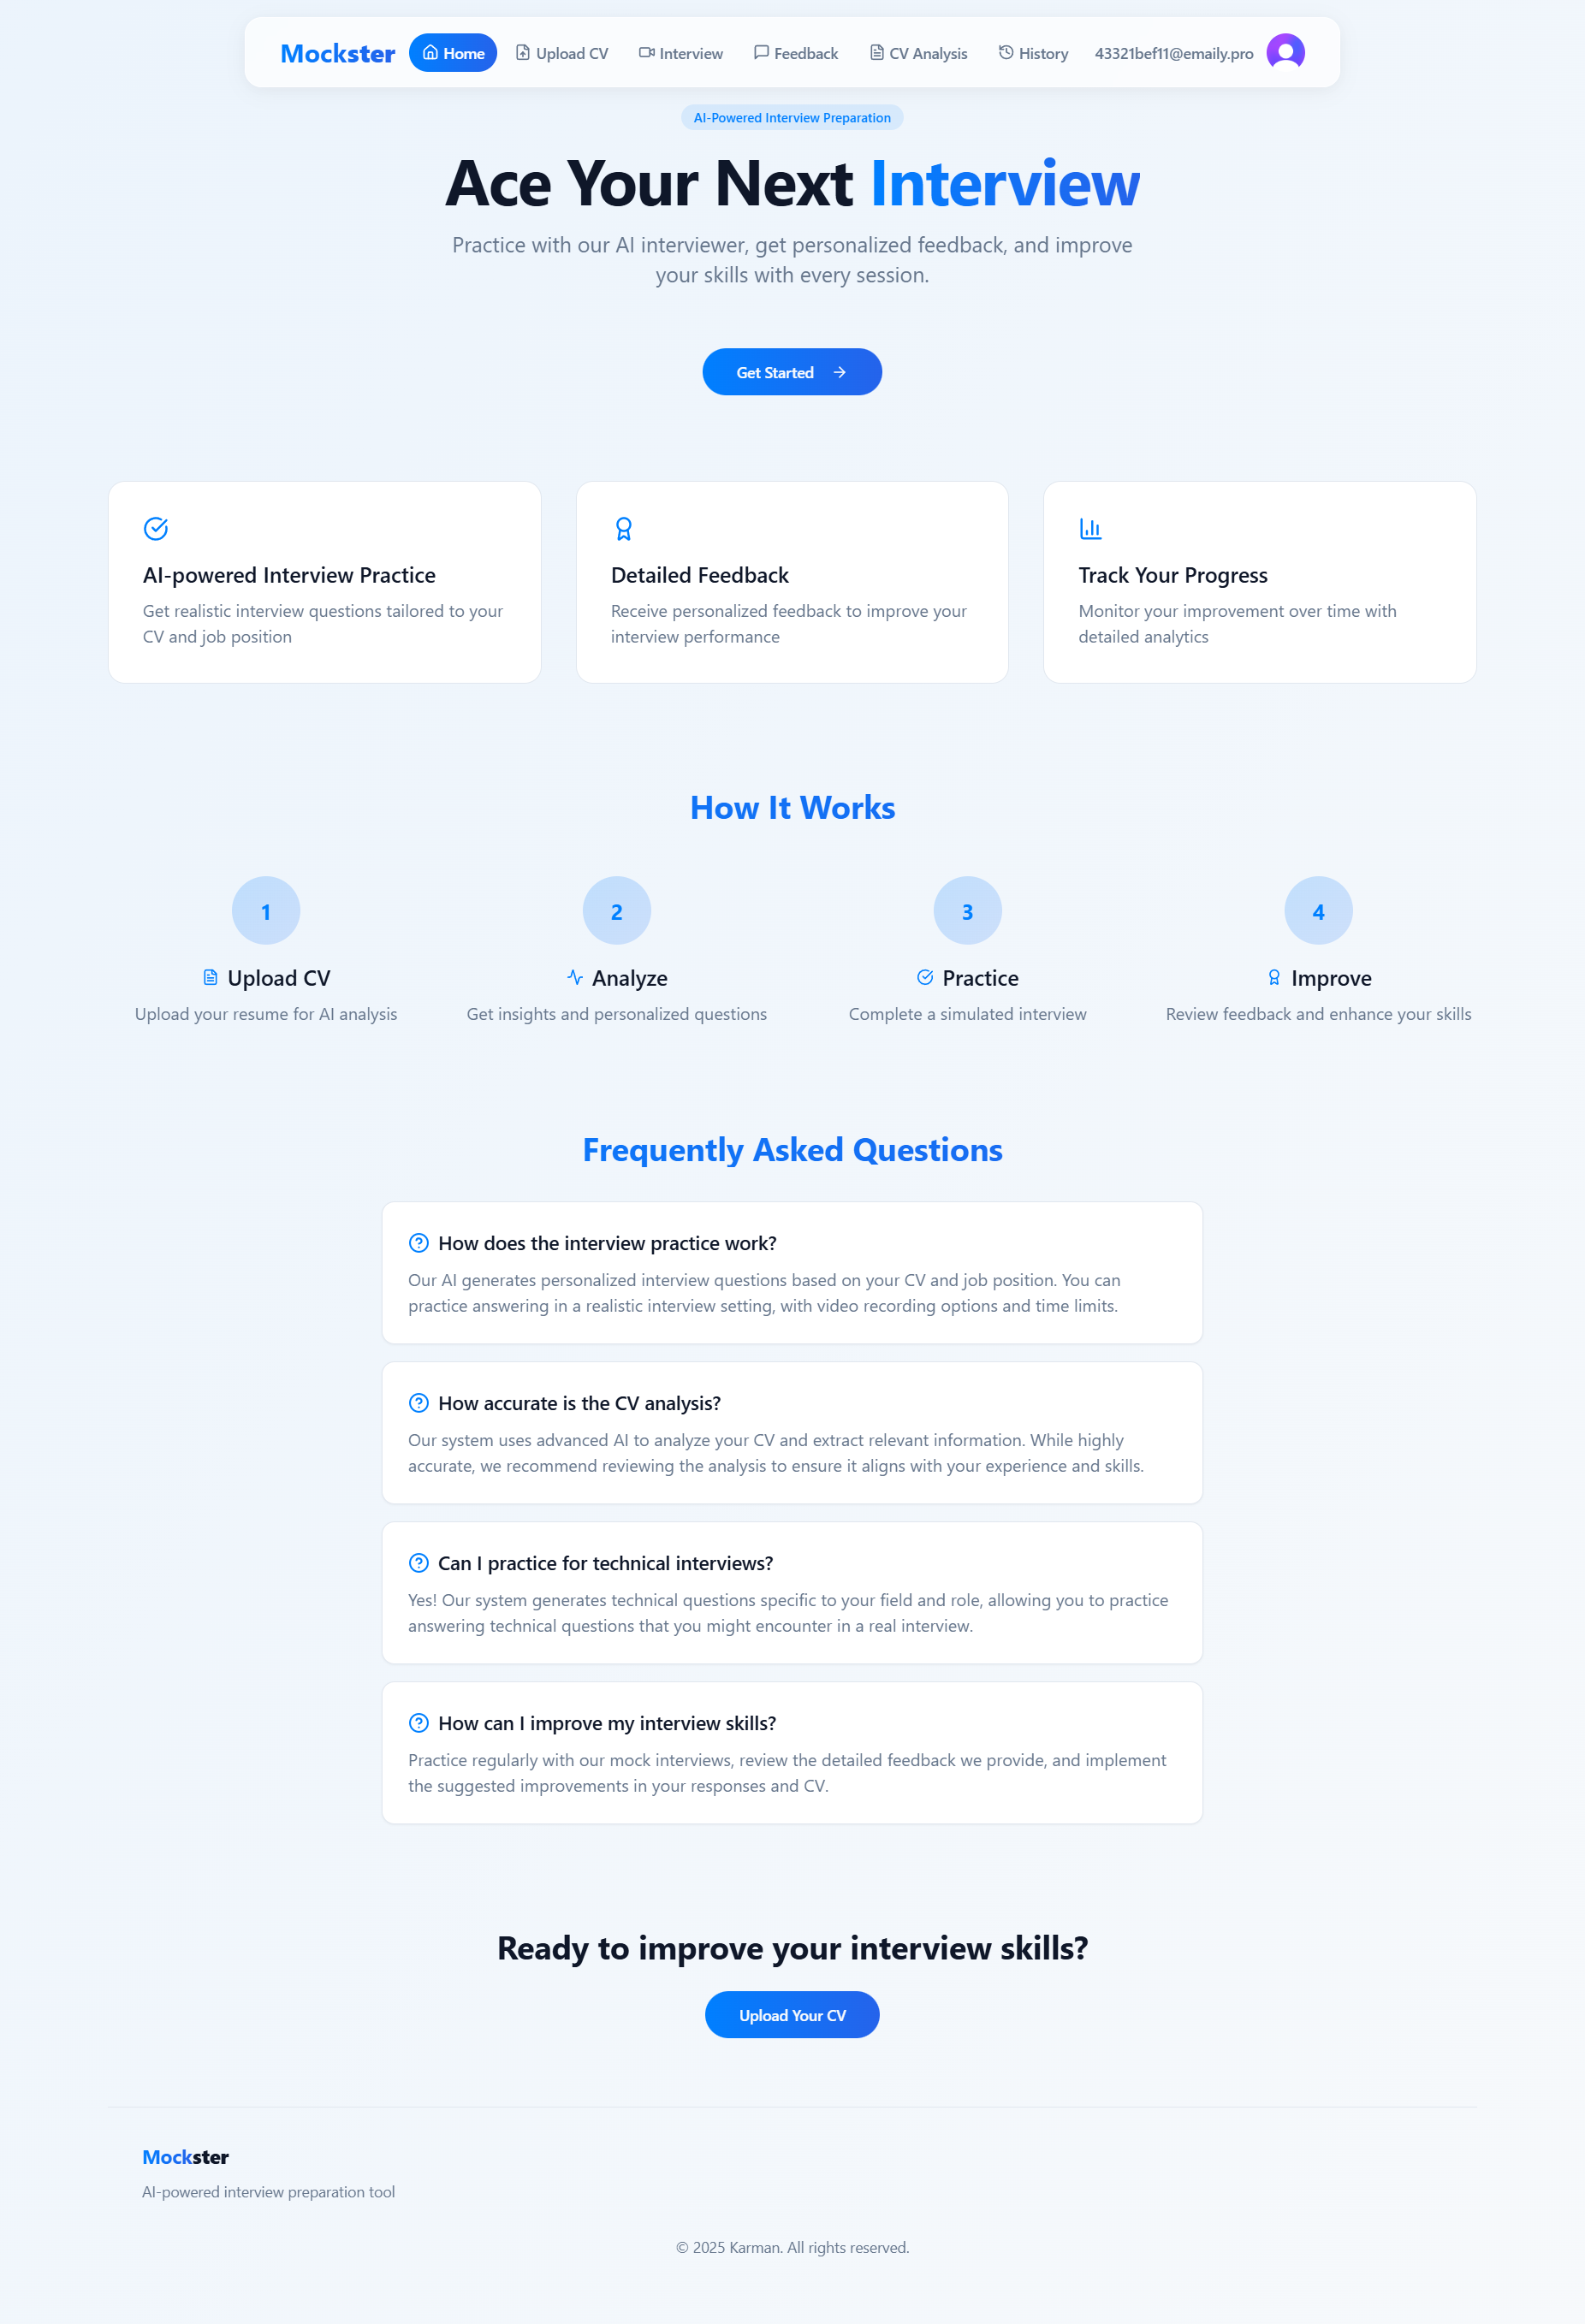 Mockster Home Upload CV Interview Feedback CV Analysis History 43321bef11@emaily.pro
AI-Powered Interview Preparation
Ace Your Next Interview
Practice with our AI interviewer, get personalized feedback, and improve
your skills with every session.
Get Started
AI-powered Interview Practice
Get realistic interview questions tailored to your
CV and job position
Detailed Feedback
Receive personalized feedback to improve your
interview performance
Track Your Progress
Monitor your improvement over time with
detailed analytics
How It Works
1
Upload CV
Upload your resume for AI analysis
2
Analyze
Get insights and personalized questions
3
Practice
Complete a simulated interview
4
Improve
Review feedback and enhance your skills
Frequently Asked Questions
How does the interview practice work?
Our AI generates personalized interview questions based on your CV and job position. You can
practice answering in a realistic interview setting, with video recording options and time limits.
How accurate is the CV analysis?
Our system uses advanced AI to analyze your CV and extract relevant information. While highly
accurate, we recommend reviewing the analysis to ensure it aligns with your experience and skills.
Can I practice for technical interviews?
Yes! Our system generates technical questions specific to your field and role, allowing you to practice
answering technical questions that you might encounter in a real interview.
How can I improve my interview skills?
Practice regularly with our mock interviews, review the detailed feedback we provide, and implement
the suggested improvements in your responses and CV.
Ready to improve your interview skills?
Upload Your CV
Mockster
AI-powered interview preparation tool
© 2025 Karman. All rights reserved.